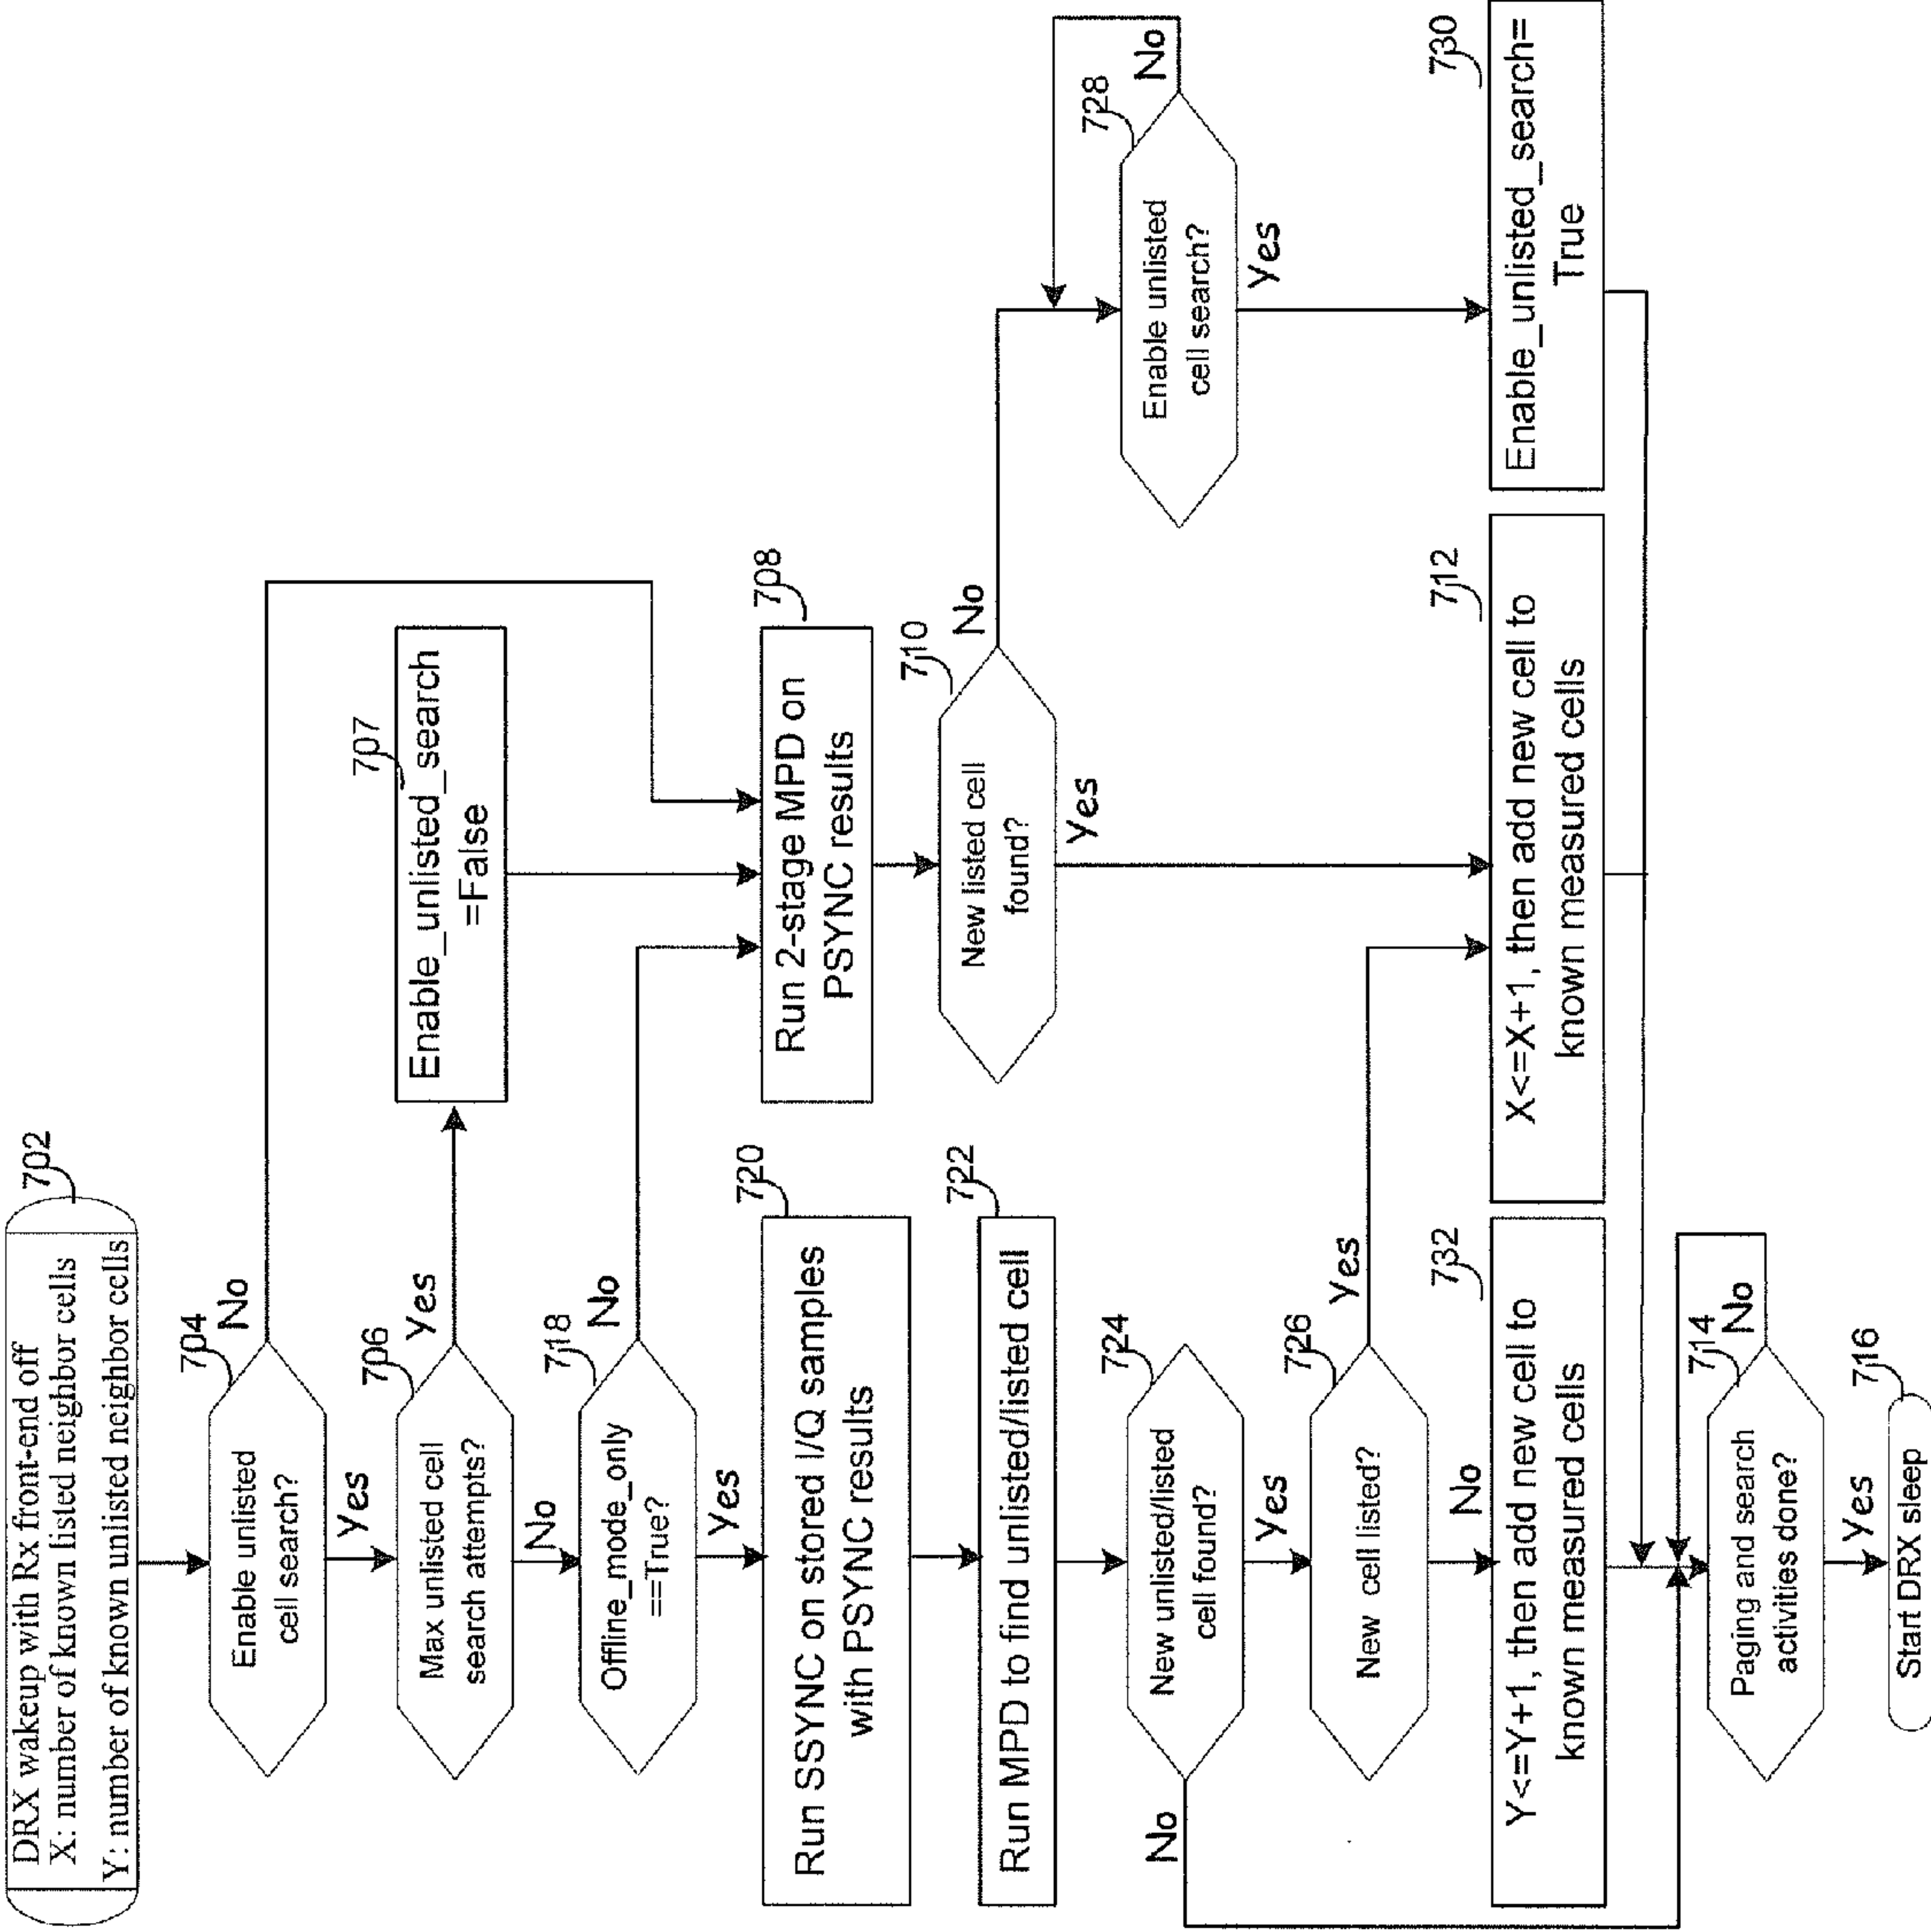 DRX wakeup with Rx front-end off
X: number of known listed neighbor cells
Y: number of known unlisted neighbor cells
702
704
Enable unlisted
cell search?
No
Yes
706
Max unlisted cell
search attempts?
Yes
No
707
Enable_unlisted_search
=False
718
Offline_mode_only
==True?
No
Yes
720
Run SSYNC on stored I/Q samples
with PSYNC results
708
Run 2-stage MPD on
PSYNC results
722
Run MPD to find unlisted/listed cell
710
New listed cell
found?
No
Yes
724
New unlisted/listed
cell found?
No
Yes
728
Enable unlisted
cell search?
No
Yes
726
New cell listed?
Yes
No
732
Y<=Y+1, then add new cell to
known measured cells
712
X<=X+1, then add new cell to
known measured cells
730
Enable_unlisted_search=
True
714
Paging and search
activities done?
No
Yes
716
Start DRX sleep